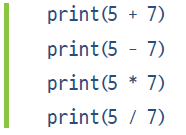 print(5 + 7)
print(5 - 7)
print(5 * 7)
print(5 / 7)